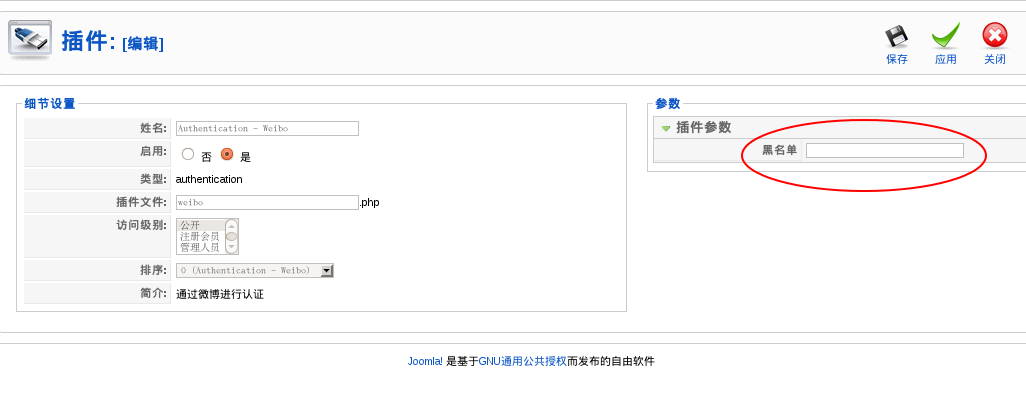 插件: [编辑]
保存 应用 关闭
细节设置
姓名: Authentication - Weibo
启用: 否 是
类型: authentication
插件文件: weibo .php
访问级别: 公开
注册会员
管理人员
排序: 0 (Authentication - Weibo)
简介: 通过微博进行认证
参数
插件参数
黑名单
Joomla! 是基于GNU通用公共授权而发布的自由软件